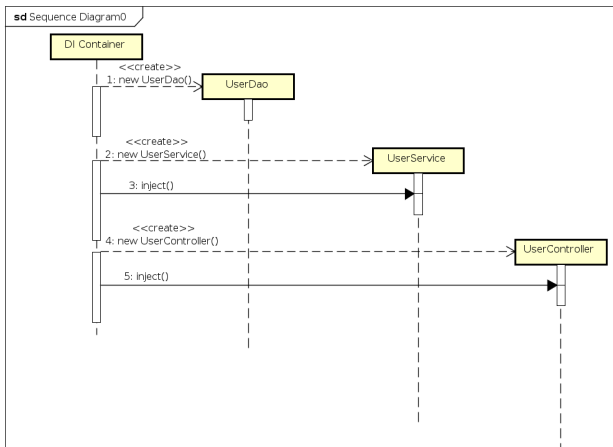 sd Sequence Diagram0
DI Container
<<create>>
1: new UserDao()
UserDao
<<create>>
2: new UserService()
UserService
3: inject()
<<create>>
4: new UserController()
UserController
5: inject()